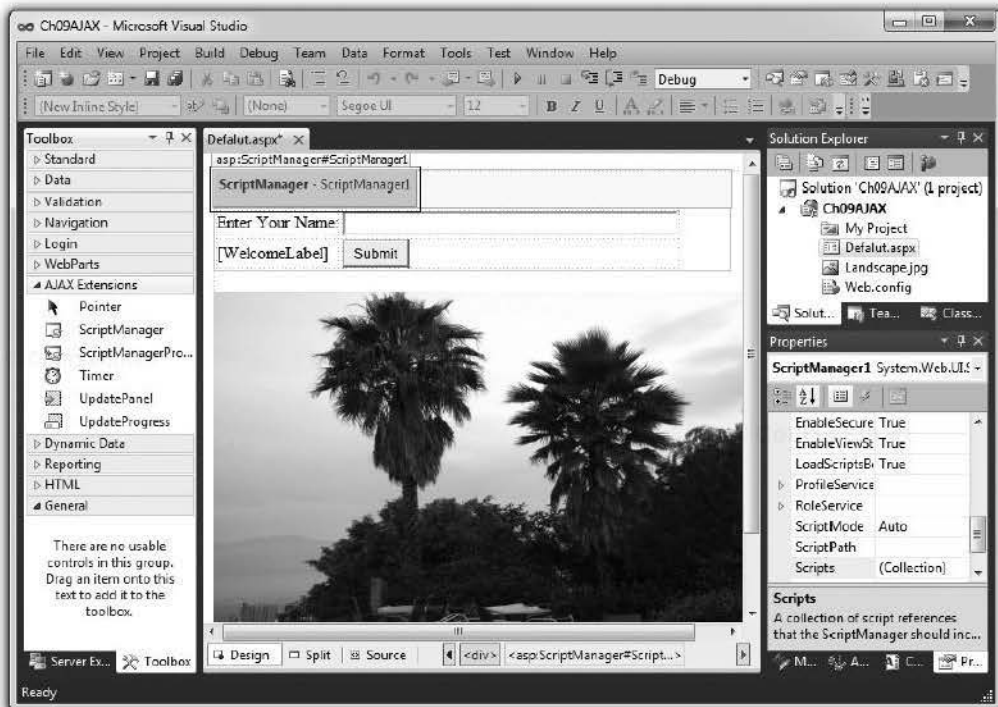 Ch09AJAX - Microsoft Visual Studio
File Edit View Project Build Debug Team Data Format Tools Test Window Help
Debug
(New Inline Style) (None) Segoe UI 12 B I U A
Toolbox
Standard
Data
Validation
Navigation
Login
WebParts
AJAX Extensions
Pointer
ScriptManager
ScriptManagerPro...
Timer
UpdatePanel
UpdateProgress
Dynamic Data
Reporting
HTML
General
There are no usable
controls in this group.
Drag an item onto this
text to add it to the
toolbox.
Server Ex... Toolbox
Defalut.aspx*
asp:ScriptManager#ScriptManager1
ScriptManager - ScriptManager1
Enter Your Name:
[WelcomeLabel] Submit
Design Split Source <div> <asp:ScriptManager#Script...>
Solution Explorer
Solution 'Ch09AJAX' (1 project)
Ch09AJAX
My Project
Defalut.aspx
Landscape.jpg
Web.config
Solut... Tea... Class...
Properties
ScriptManager1 System.Web.UI.S
EnableSecure True
EnableViewSt True
LoadScriptsBe True
ProfileService
RoleService
ScriptMode Auto
ScriptPath
Scripts (Collection)
Scripts
A collection of script references
that the ScriptManager should inc...
M... A... C... Pr...
Ready